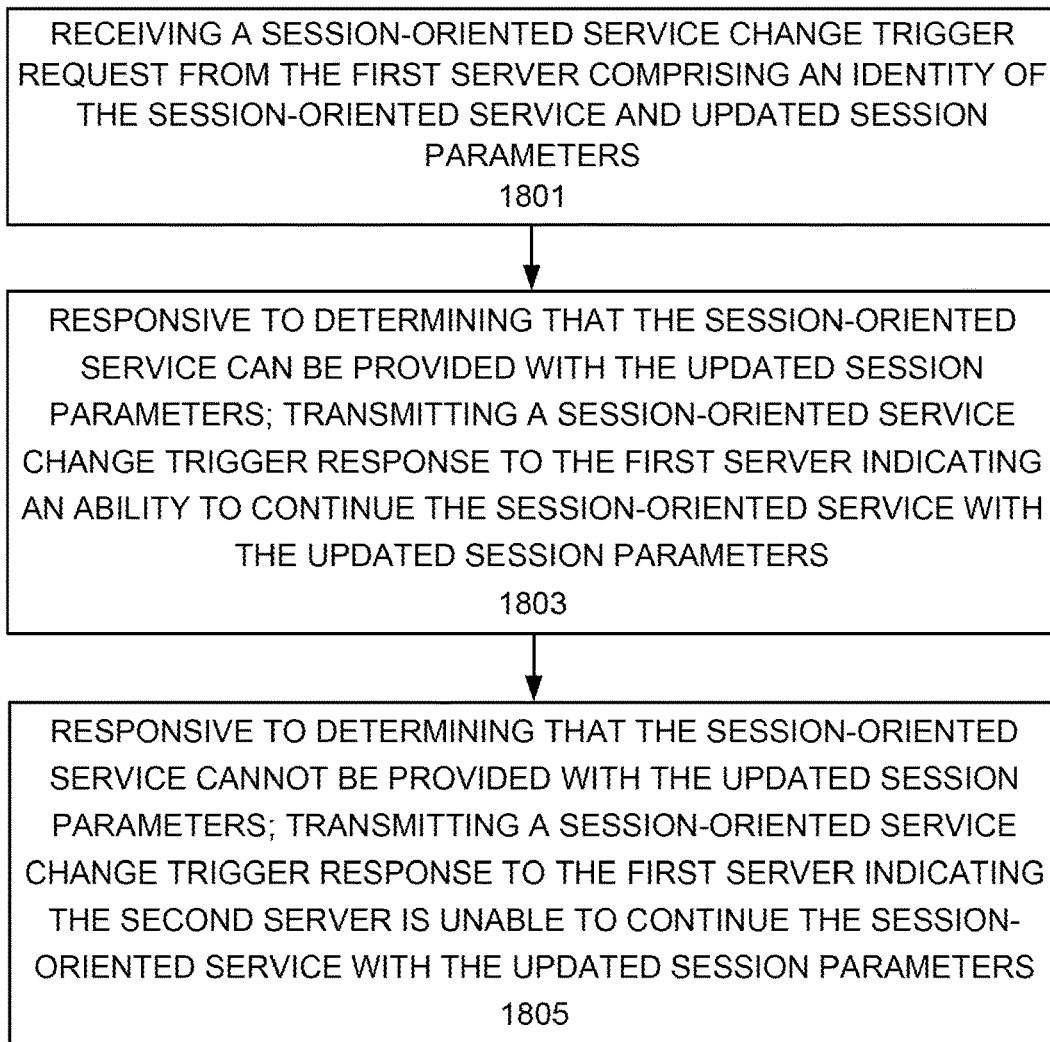 RECEIVING A SESSION-ORIENTED SERVICE CHANGE TRIGGER
REQUEST FROM THE FIRST SERVER COMPRISING AN IDENTITY OF
THE SESSION-ORIENTED SERVICE AND UPDATED SESSION
PARAMETERS
1801
RESPONSIVE TO DETERMINING THAT THE SESSION-ORIENTED
SERVICE CAN BE PROVIDED WITH THE UPDATED SESSION
PARAMETERS; TRANSMITTING A SESSION-ORIENTED SERVICE
CHANGE TRIGGER RESPONSE TO THE FIRST SERVER INDICATING
AN ABILITY TO CONTINUE THE SESSION-ORIENTED SERVICE WITH
THE UPDATED SESSION PARAMETERS
1803
RESPONSIVE TO DETERMINING THAT THE SESSION-ORIENTED
SERVICE CANNOT BE PROVIDED WITH THE UPDATED SESSION
PARAMETERS; TRANSMITTING A SESSION-ORIENTED SERVICE
CHANGE TRIGGER RESPONSE TO THE FIRST SERVER INDICATING
THE SECOND SERVER IS UNABLE TO CONTINUE THE SESSION-
ORIENTED SERVICE WITH THE UPDATED SESSION PARAMETERS
1805